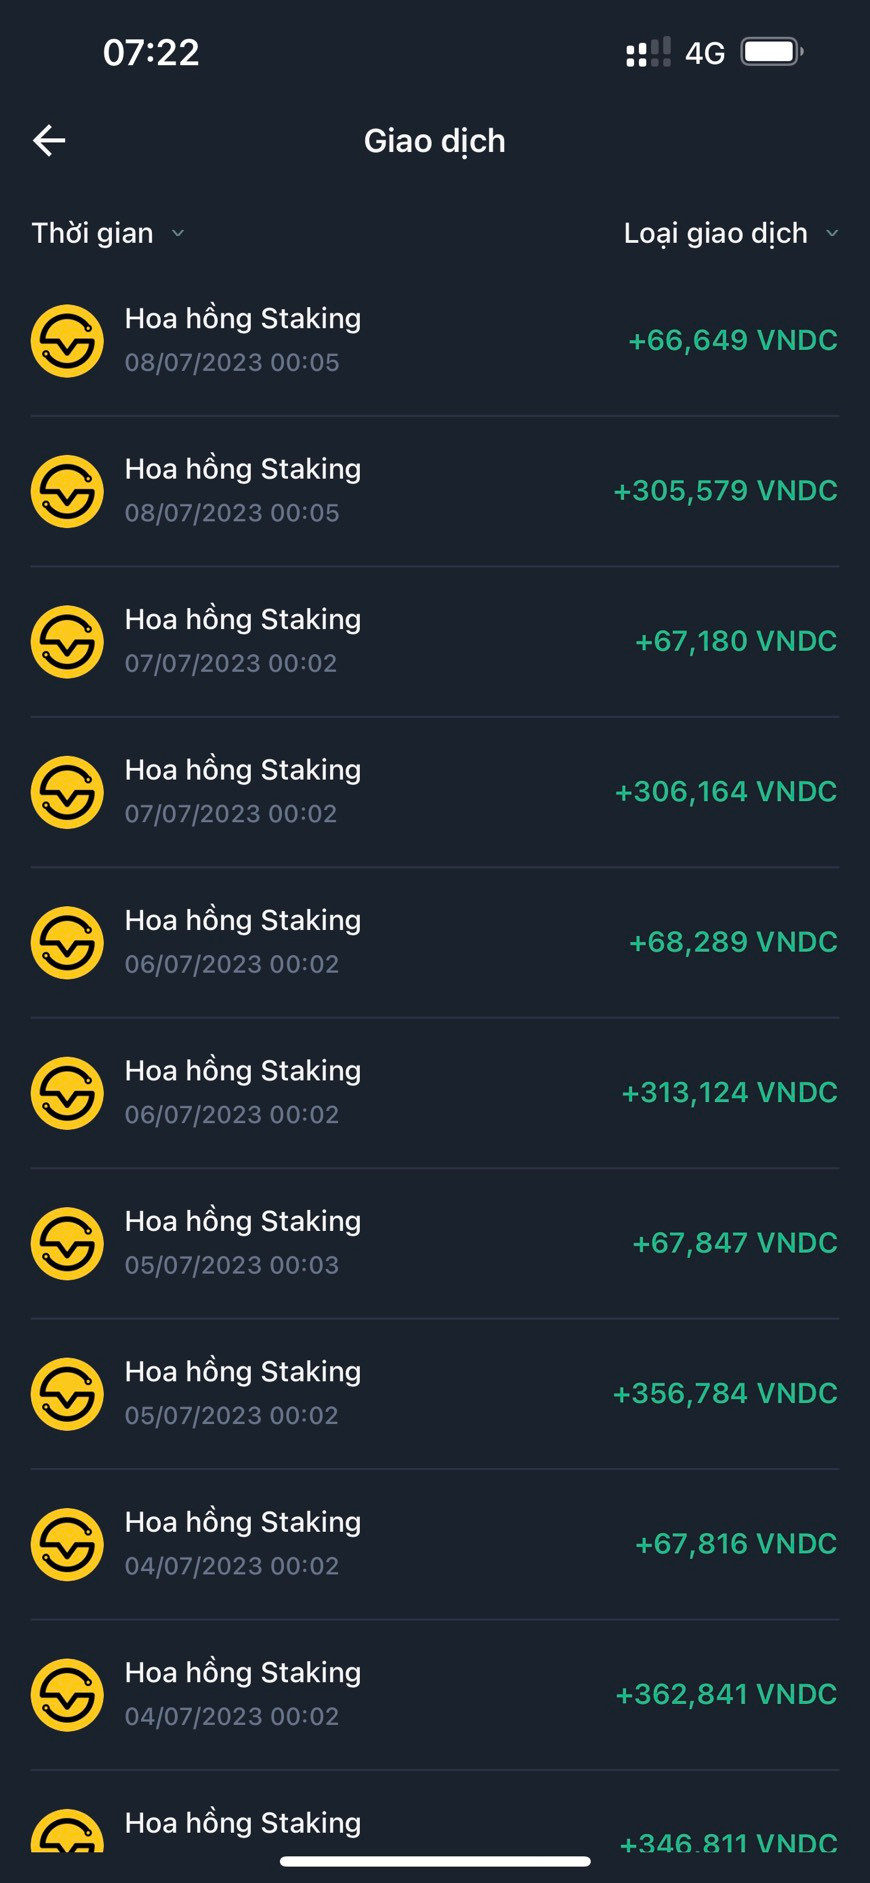 07:22
4G
Giao dịch
Thời gian
Loại giao dịch
Hoa hồng Staking
08/07/2023 00:05
+66,649 VNDC
Hoa hồng Staking
08/07/2023 00:05
+305,579 VNDC
Hoa hồng Staking
07/07/2023 00:02
+67,180 VNDC
Hoa hồng Staking
07/07/2023 00:02
+306,164 VNDC
Hoa hồng Staking
06/07/2023 00:02
+68,289 VNDC
Hoa hồng Staking
06/07/2023 00:02
+313,124 VNDC
Hoa hồng Staking
05/07/2023 00:03
+67,847 VNDC
Hoa hồng Staking
05/07/2023 00:02
+356,784 VNDC
Hoa hồng Staking
04/07/2023 00:02
+67,816 VNDC
Hoa hồng Staking
04/07/2023 00:02
+362,841 VNDC
Hoa hồng Staking
+346,811 VNDC